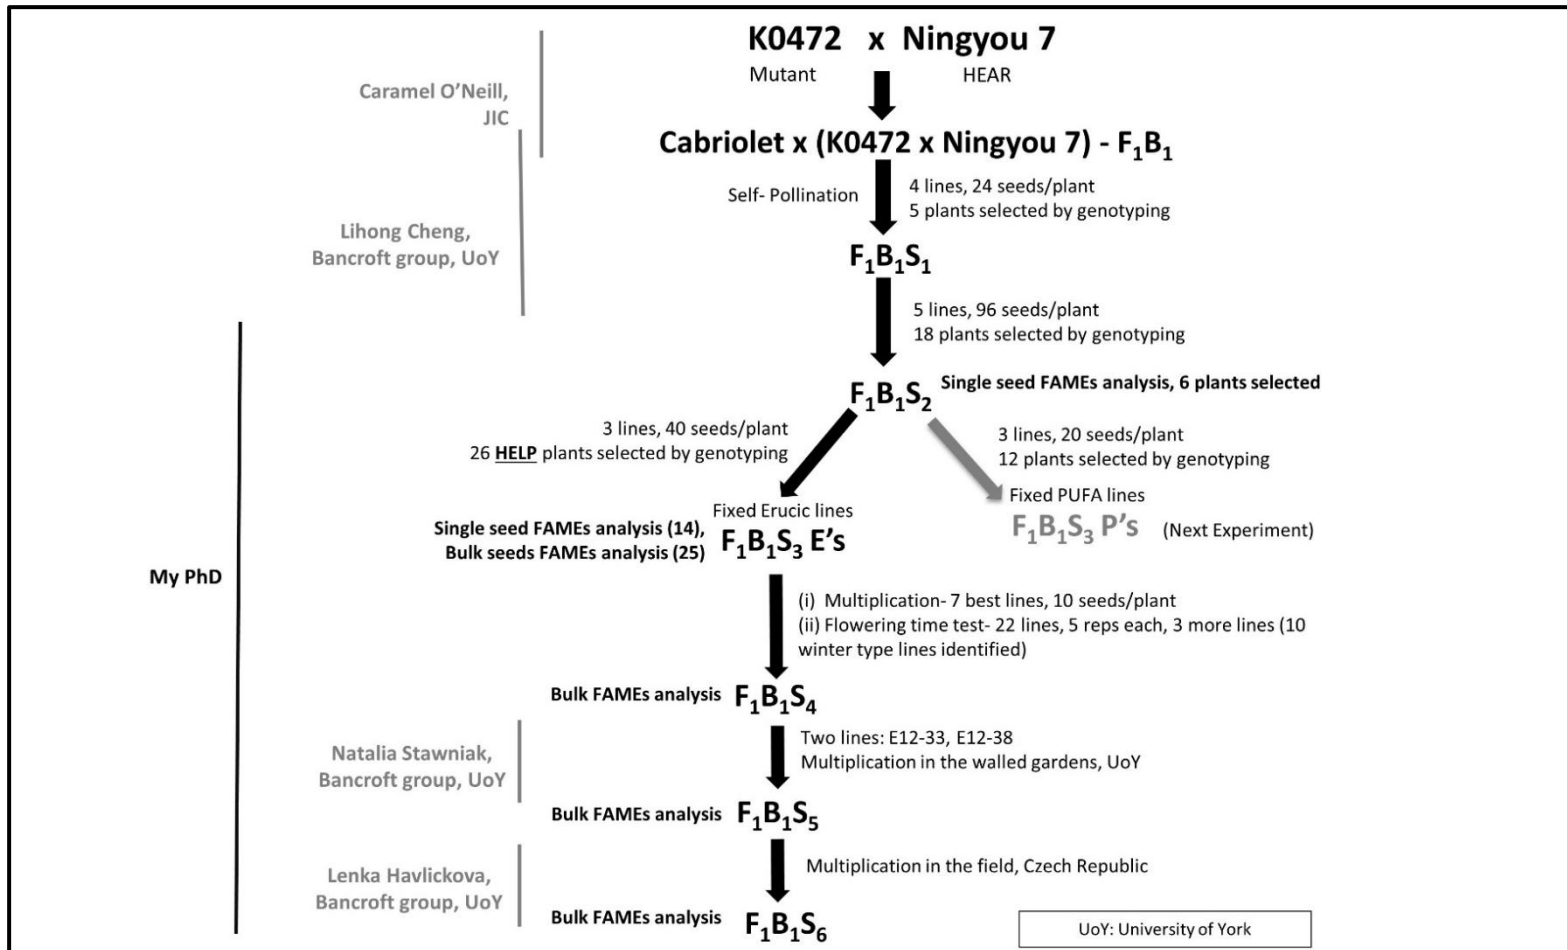 K0472 x Ningyou 7
Mutant
HEAR
Caramel O’Neill,
JIC
Cabriolet x (K0472 x Ningyou 7) - F₁B₁
Self- Pollination
4 lines, 24 seeds/plant
5 plants selected by genotyping
Lihong Cheng,
Bancroft group, UoY
F₁B₁S₁
5 lines, 96 seeds/plant
18 plants selected by genotyping
F₁B₁S₂
Single seed FAMEs analysis, 6 plants selected
3 lines, 40 seeds/plant
26 HELP plants selected by genotyping
3 lines, 20 seeds/plant
12 plants selected by genotyping
Fixed Erucic lines
Single seed FAMEs analysis (14),
Bulk seeds FAMEs analysis (25)
F₁B₁S₃ E’s
Fixed PUFA lines
F₁B₁S₃ P’s
(Next Experiment)
My PhD
(i) Multiplication- 7 best lines, 10 seeds/plant
(ii) Flowering time test- 22 lines, 5 reps each, 3 more lines (10
winter type lines identified)
Bulk FAMEs analysis
F₁B₁S₄
Natalia Stawniak,
Bancroft group, UoY
Two lines: E12-33, E12-38
Multiplication in the walled gardens, UoY
Bulk FAMEs analysis
F₁B₁S₅
Lenka Havlickova,
Bancroft group, UoY
Multiplication in the field, Czech Republic
Bulk FAMEs analysis
F₁B₁S₆
UoY: University of York